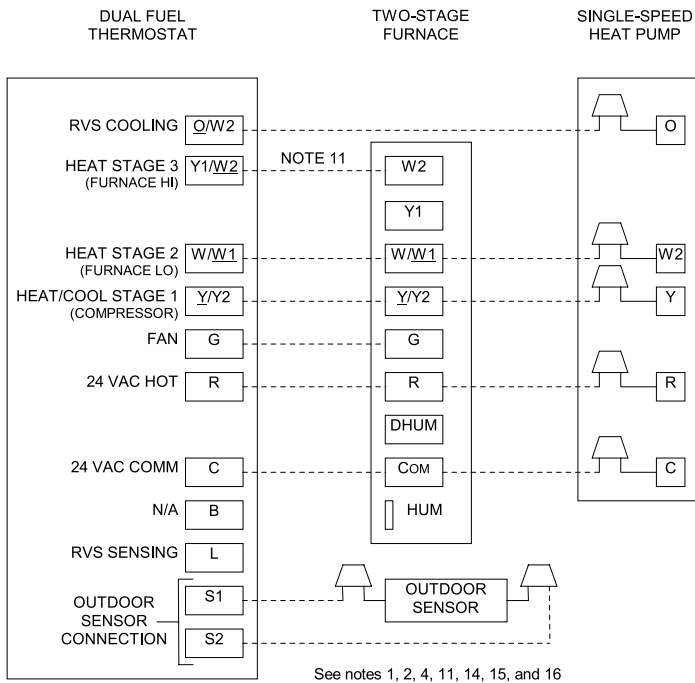 DUAL FUEL
THERMOSTAT
TWO-STAGE
FURNACE
SINGLE-SPEED
HEAT PUMP
RVS COOLING O/W2 O
HEAT STAGE 3 Y1/W2 NOTE 11 W2
(FURNACE HI)
Y1
HEAT STAGE 2 W/W1 W/W1 W2
(FURNACE LO)
HEAT/COOL STAGE 1 Y/Y2 Y/Y2 Y
(COMPRESSOR)
FAN G G
24 VAC HOT R R R
DHUM
24 VAC COMM C COM C
N/A B HUM
RVS SENSING L
OUTDOOR
SENSOR
CONNECTION
S1
S2
OUTDOOR
SENSOR
See notes 1, 2, 4, 11, 14, 15, and 16